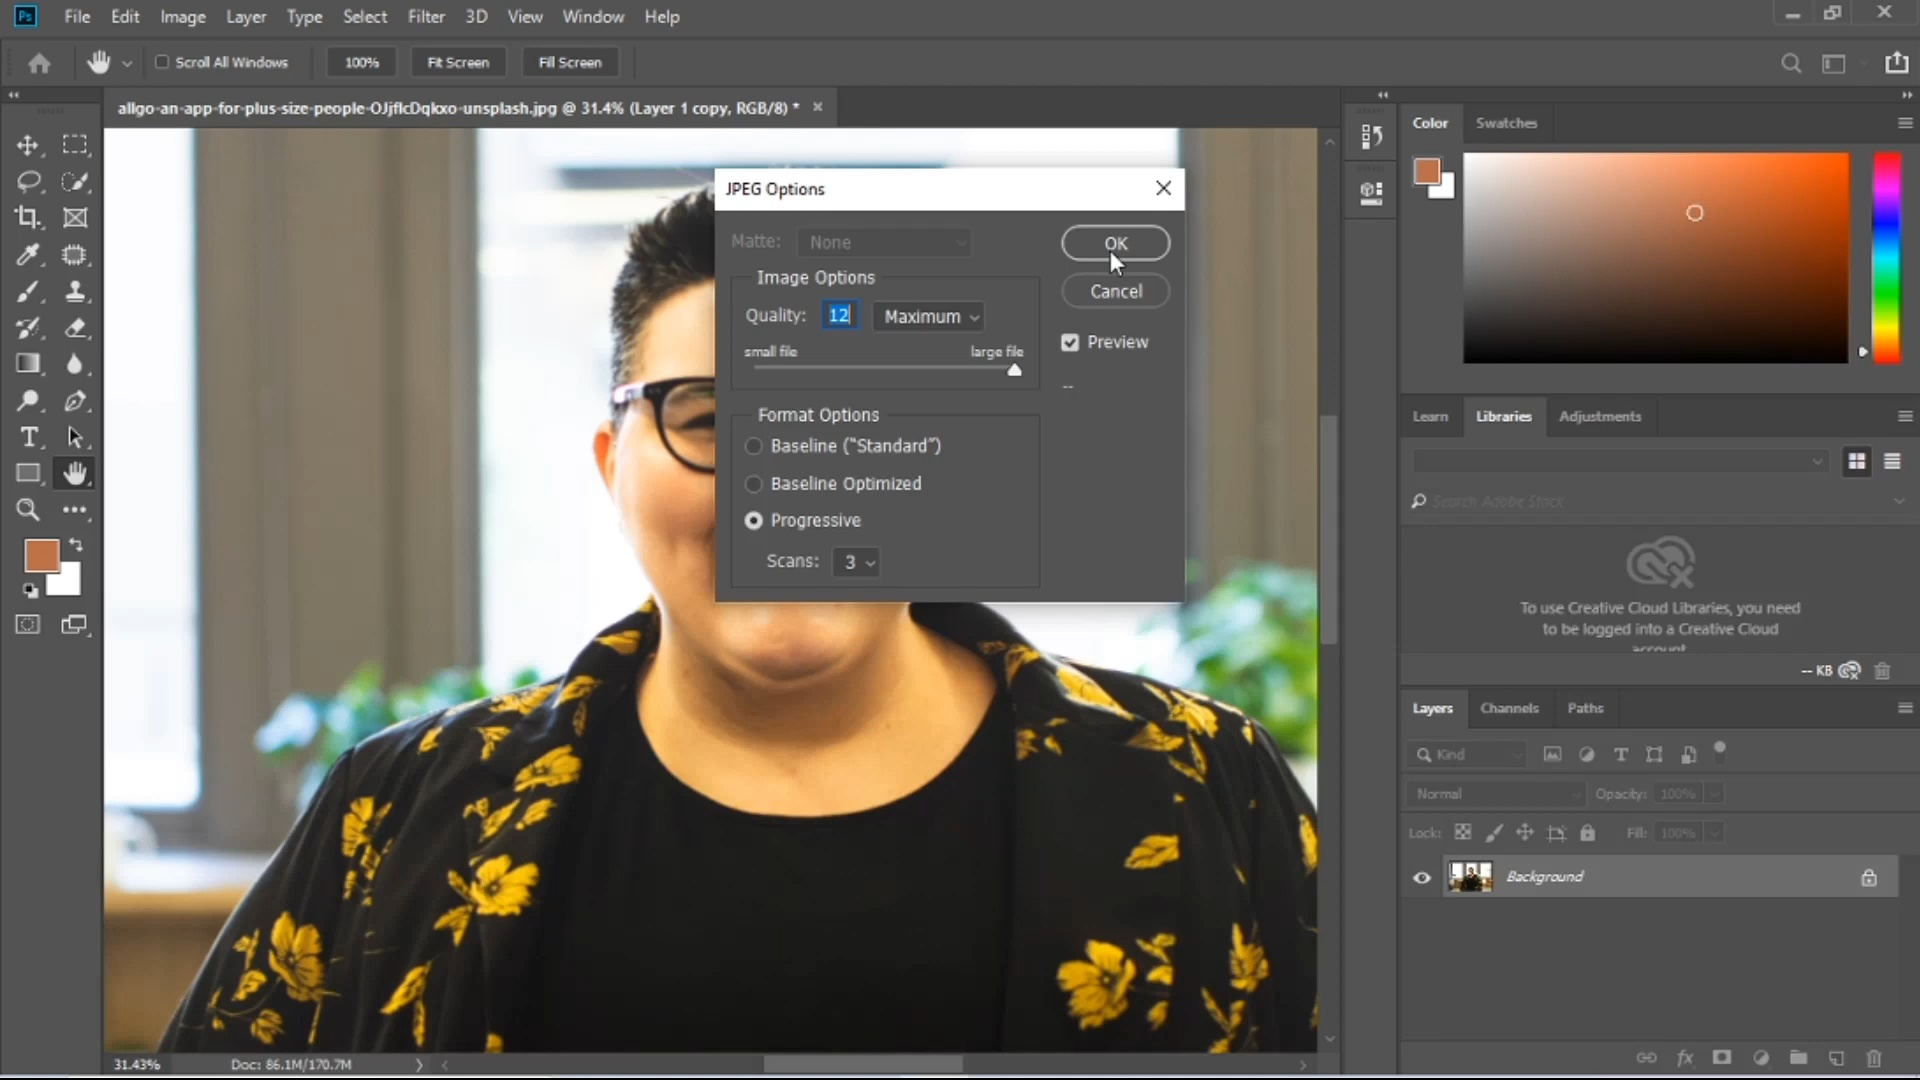 Ps File Edit Image Layer Type Select Filter 3D View Window Help
Scroll All Windows 100% Fit Screen Fill Screen
allgo-an-app-for-plus-size-people-OJjflcDqkxo-unsplash.jpg @ 31.4% (Layer 1 copy, RGB/8) *
JPEG Options
Matte: None
OK
Cancel
Preview
--
Image Options
Quality: 12 Maximum
small file large file
Format Options
Baseline ("Standard")
Baseline Optimized
Progressive
Scans: 3
Color Swatches
Learn Libraries Adjustments
Search Adobe Stock
To use Creative Cloud Libraries, you need
to be logged into a Creative Cloud
account.
-- KB
Layers Channels Paths
Kind
Normal Opacity: 100%
Lock: Fill: 100%
Background
fx
31.43% Doc: 86.1M/170.7M